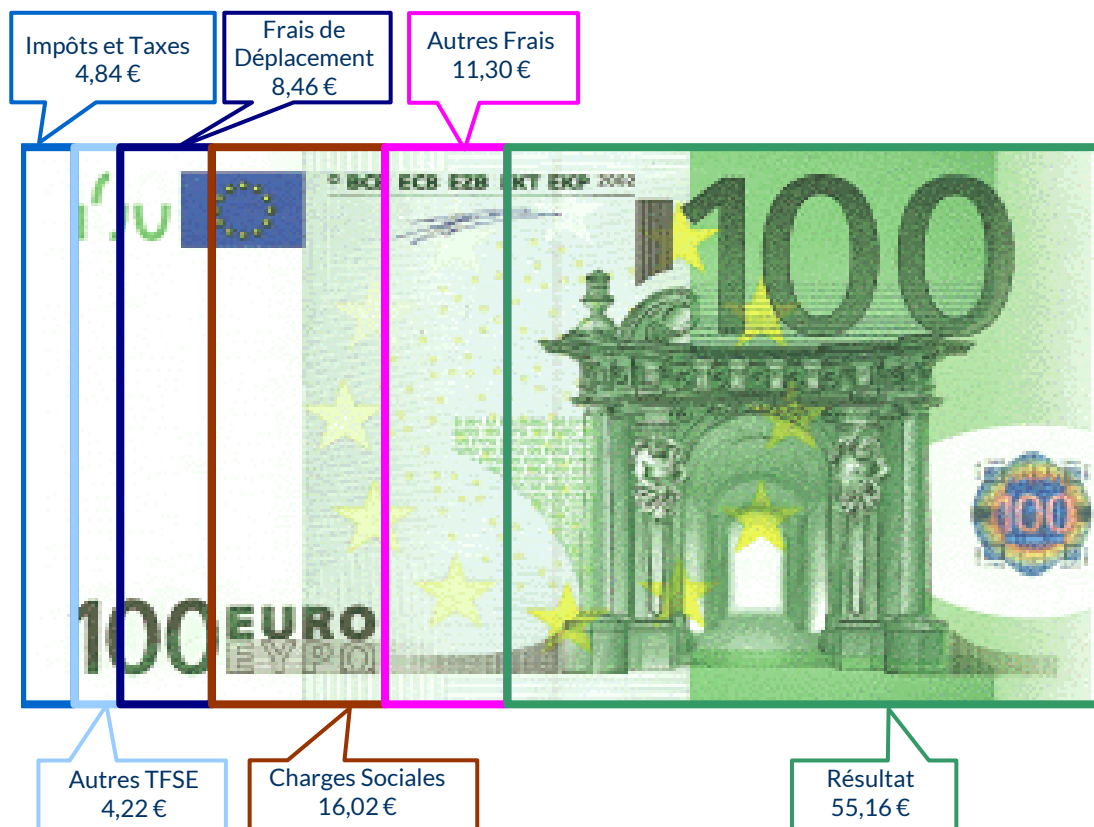 Impôts et Taxes
4,84 €
Frais de
Déplacement
8,46 €
Autres Frais
11,30 €
© BCE ECB EZB EKT EKP 2002
100
100
100 EURO
ΕΥΡΩ
Autres TFSE
4,22 €
Charges Sociales
16,02 €
Résultat
55,16 €